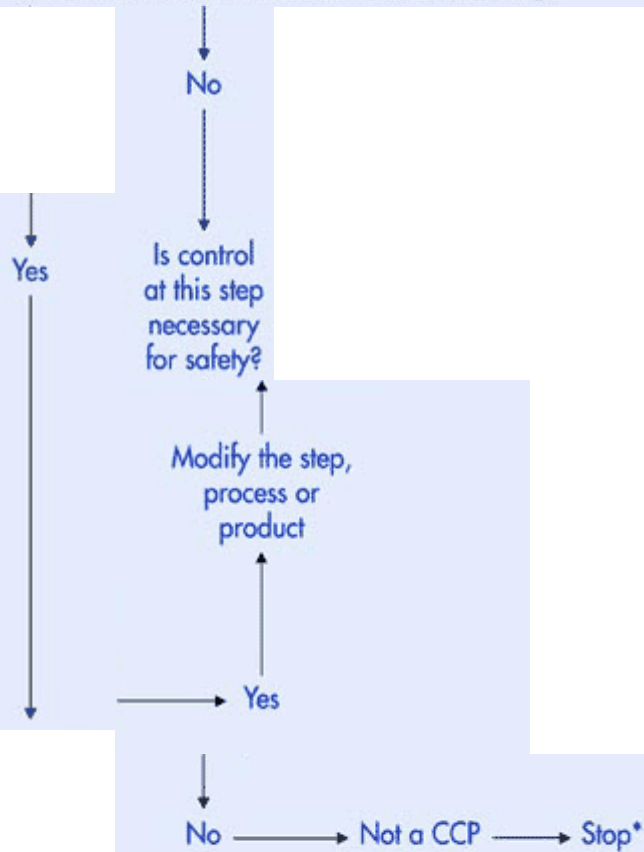 No
Yes
Is control
at this step
necessary
for safety?
Modify the step,
process or
product
Yes
No
Not a CCP
Stop*